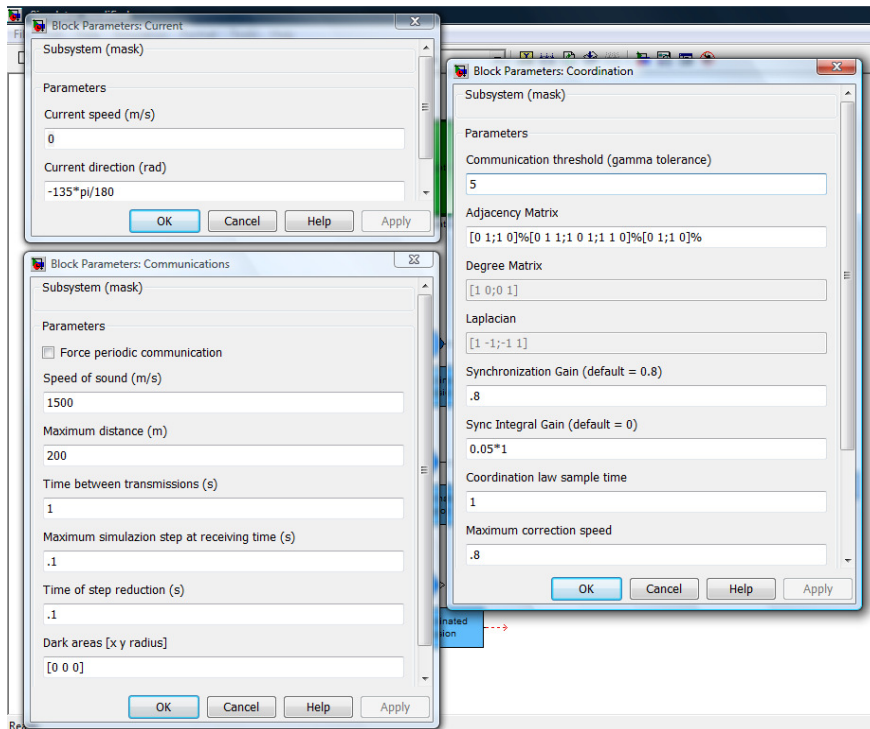 Block Parameters: Current
Subsystem (mask)
Parameters
Current speed (m/s)
0
Current direction (rad)
-135*pi/180
OK Cancel Help Apply
Block Parameters: Communications
Subsystem (mask)
Parameters
Force periodic communication
Speed of sound (m/s)
1500
Maximum distance (m)
200
Time between transmissions (s)
1
Maximum simulazion step at receiving time (s)
.1
Time of step reduction (s)
.1
Dark areas [x y radius]
[0 0 0]
OK Cancel Help Apply
Block Parameters: Coordination
Subsystem (mask)
Parameters
Communication threshold (gamma tolerance)
5
Adjacency Matrix
[0 1;1 0]%[0 1 1;1 0 1;1 1 0]%[0 1;1 0]%
Degree Matrix
[1 0;0 1]
Laplacian
[1 -1;-1 1]
Synchronization Gain (default = 0.8)
.8
Sync Integral Gain (default = 0)
0.05*1
Coordination law sample time
1
Maximum correction speed
.8
OK Cancel Help Apply